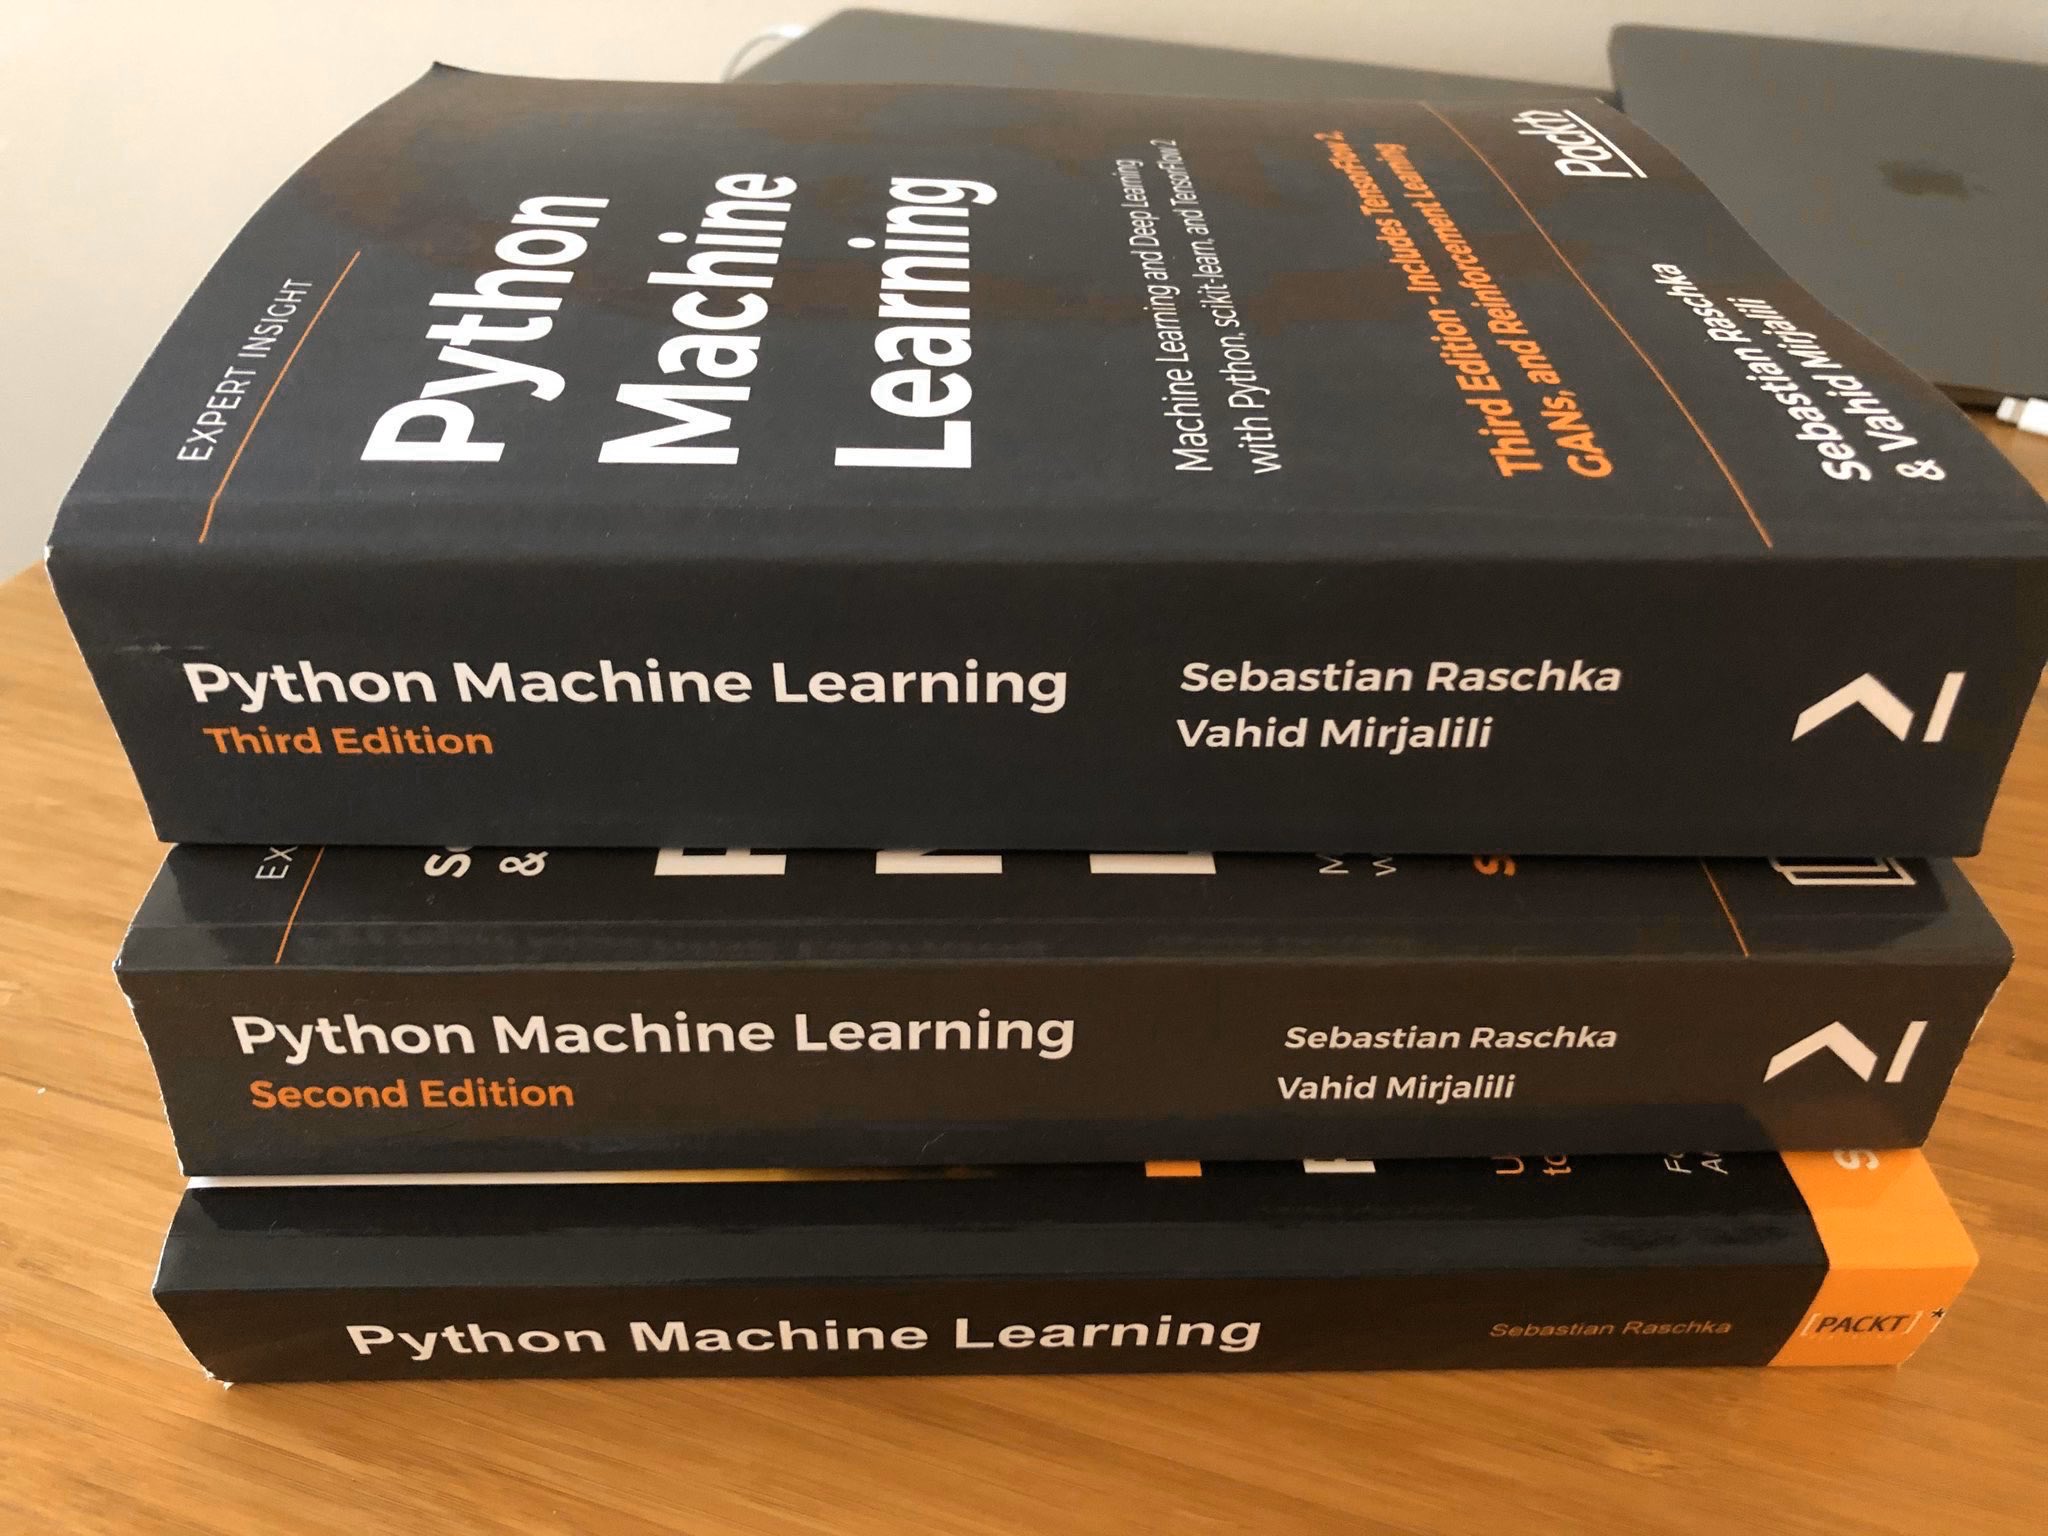 EXPERT INSIGHT
Python
Machine
Learning
Machine Learning and Deep Learning
with Python, scikit-learn, and TensorFlow 2
Third Edition - Includes TensorFlow 2,
GANs, and Reinforcement Learning
Packt>
Sebastian Raschka
Sebastian Mirjaliili
& Vahid Mirjalili
Python Machine Learning
Third Edition
Sebastian Raschka
Vahid Mirjalili
Python Machine Learning
Second Edition
Sebastian Raschka
Vahid Mirjalili
Python Machine Learning
Sebastian Raschka
[PACKT]*